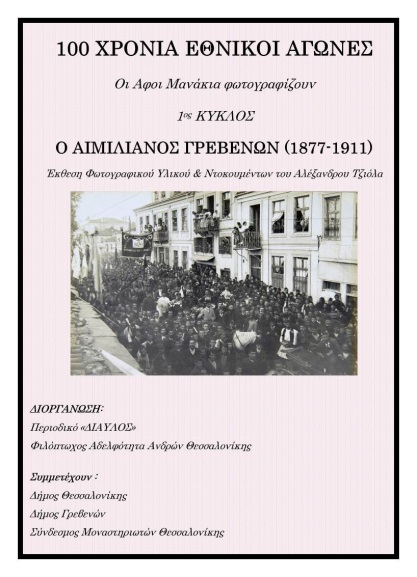 100 ΧΡΟΝΙΑ ΕΘΝΙΚΟΙ ΑΓΩΝΕΣ
Οι Αφοι Μανάκια φωτογραφίζουν
1ος ΚΥΚΛΟΣ
Ο ΑΙΜΙΛΙΑΝΟΣ ΓΡΕΒΕΝΩΝ (1877-1911)
Έκθεση Φωτογραφικού Υλικού & Ντοκουμέντων του Αλέξανδρου Τζιόλα
ΔΙΟΡΓΑΝΩΣΗ:
Περιοδικό «ΔΙΑΥΛΟΣ»
Φιλόπτωχος Αδελφότητα Ανδρών Θεσσαλονίκης
Συμμετέχουν :
Δήμος Θεσσαλονίκης
Δήμος Γρεβενών
Σύνδεσμος Μοναστηριωτών Θεσσαλονίκης